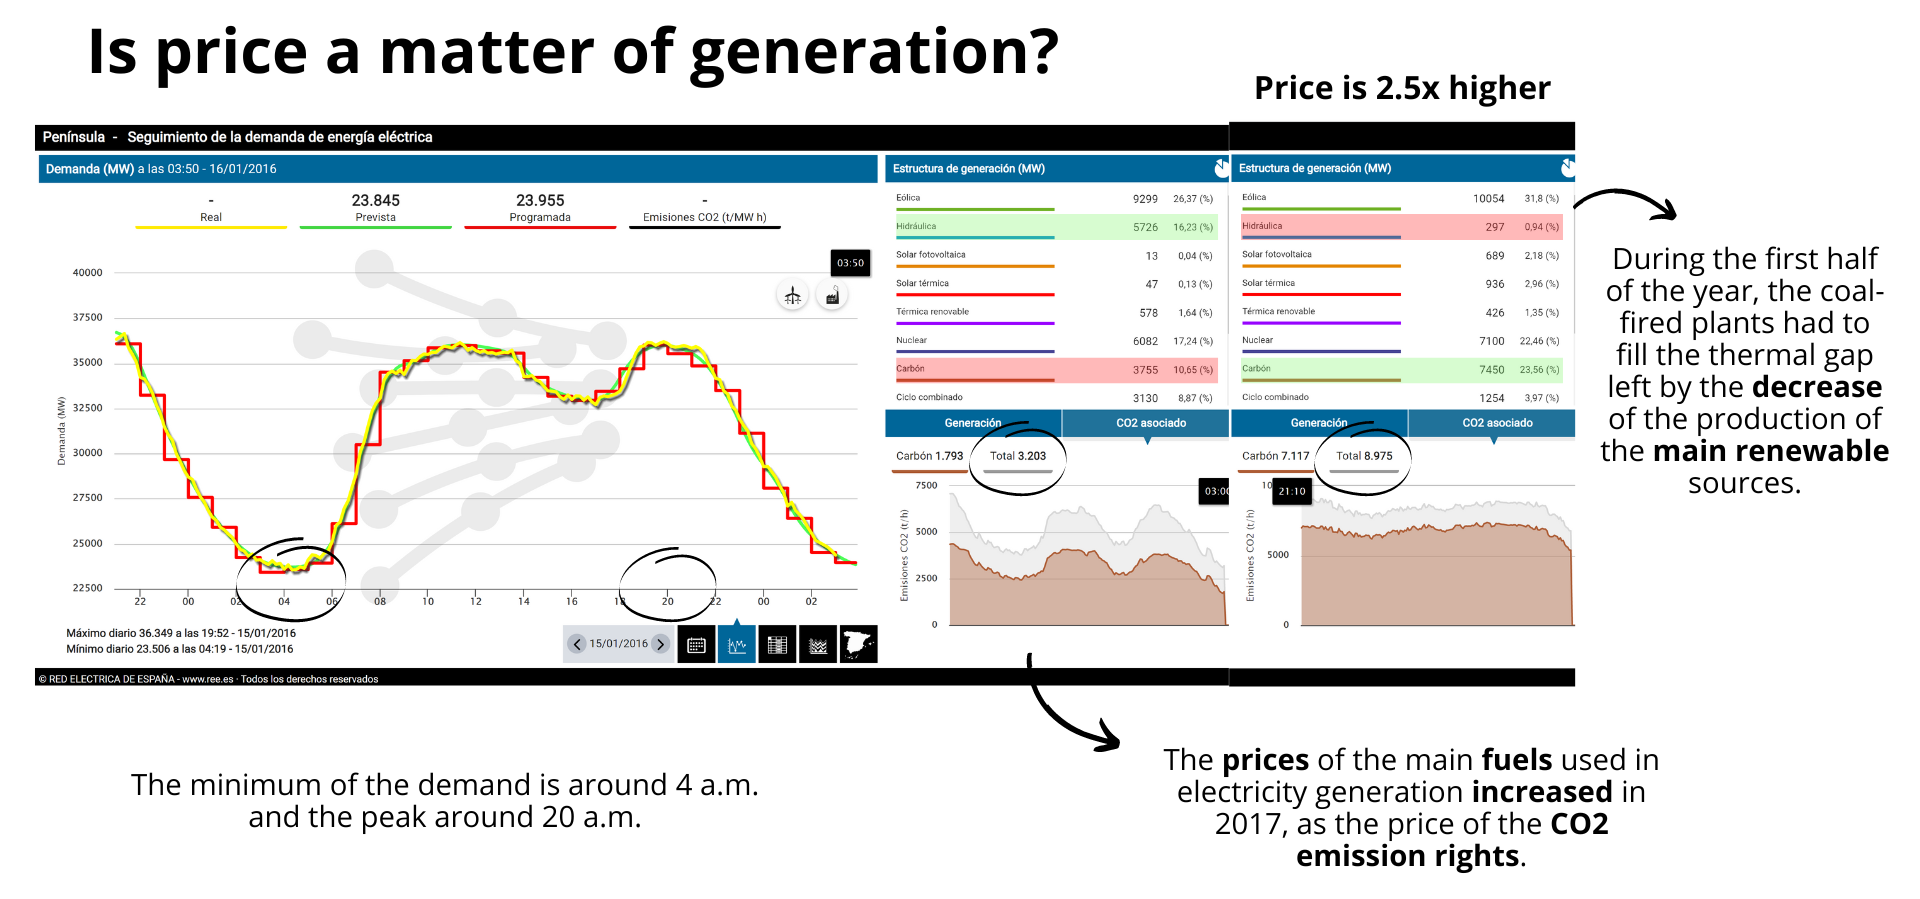 Is price a matter of generation?
Price is 2.5x higher
Península - Seguimiento de la demanda de energía eléctrica
Demanda (MW) a las 03:50 - 16/01/2016
- 23.845 23.955 -
Real Prevista Programada Emisiones CO2 (t/MW h)
03:50
Demanda (MW)
40000
37500
35000
32500
30000
27500
25000
22500
22 00 02 04 06 08 10 12 14 16 18 20 22 00 02
Máximo diario 36.349 a las 19:52 - 15/01/2016
Mínimo diario 23.506 a las 04:19 - 15/01/2016
15/01/2016
© RED ELECTRICA DE ESPAÑA - www.ree.es · Todos los derechos reservados
Estructura de generación (MW)
Eólica 9299 26,37 (%)
Hidráulica 5726 16,23 (%)
Solar fotovoltaica 13 0,04 (%)
Solar térmica 47 0,13 (%)
Térmica renovable 578 1,64 (%)
Nuclear 6082 17,24 (%)
Carbón 3755 10,65 (%)
Ciclo combinado 3130 8,87 (%)
Generación CO2 asociado
Carbón 1.793 Total 3.203
03:00
Emisiones CO2 (t/h)
7500
5000
2500
0
Estructura de generación (MW)
Eólica 10054 31,8 (%)
Hidráulica 297 0,94 (%)
Solar fotovoltaica 689 2,18 (%)
Solar térmica 936 2,96 (%)
Térmica renovable 426 1,35 (%)
Nuclear 7100 22,46 (%)
Carbón 7450 23,56 (%)
Ciclo combinado 1254 3,97 (%)
Generación CO2 asociado
Carbón 7.117 Total 8.975
21:10
Emisiones CO2 (t/h)
10
5000
0
During the first half
of the year, the coal-
fired plants had to
fill the thermal gap
left by the decrease
of the production of
the main renewable
sources.
The minimum of the demand is around 4 a.m.
and the peak around 20 a.m.
The prices of the main fuels used in
electricity generation increased in
2017, as the price of the CO2
emission rights.